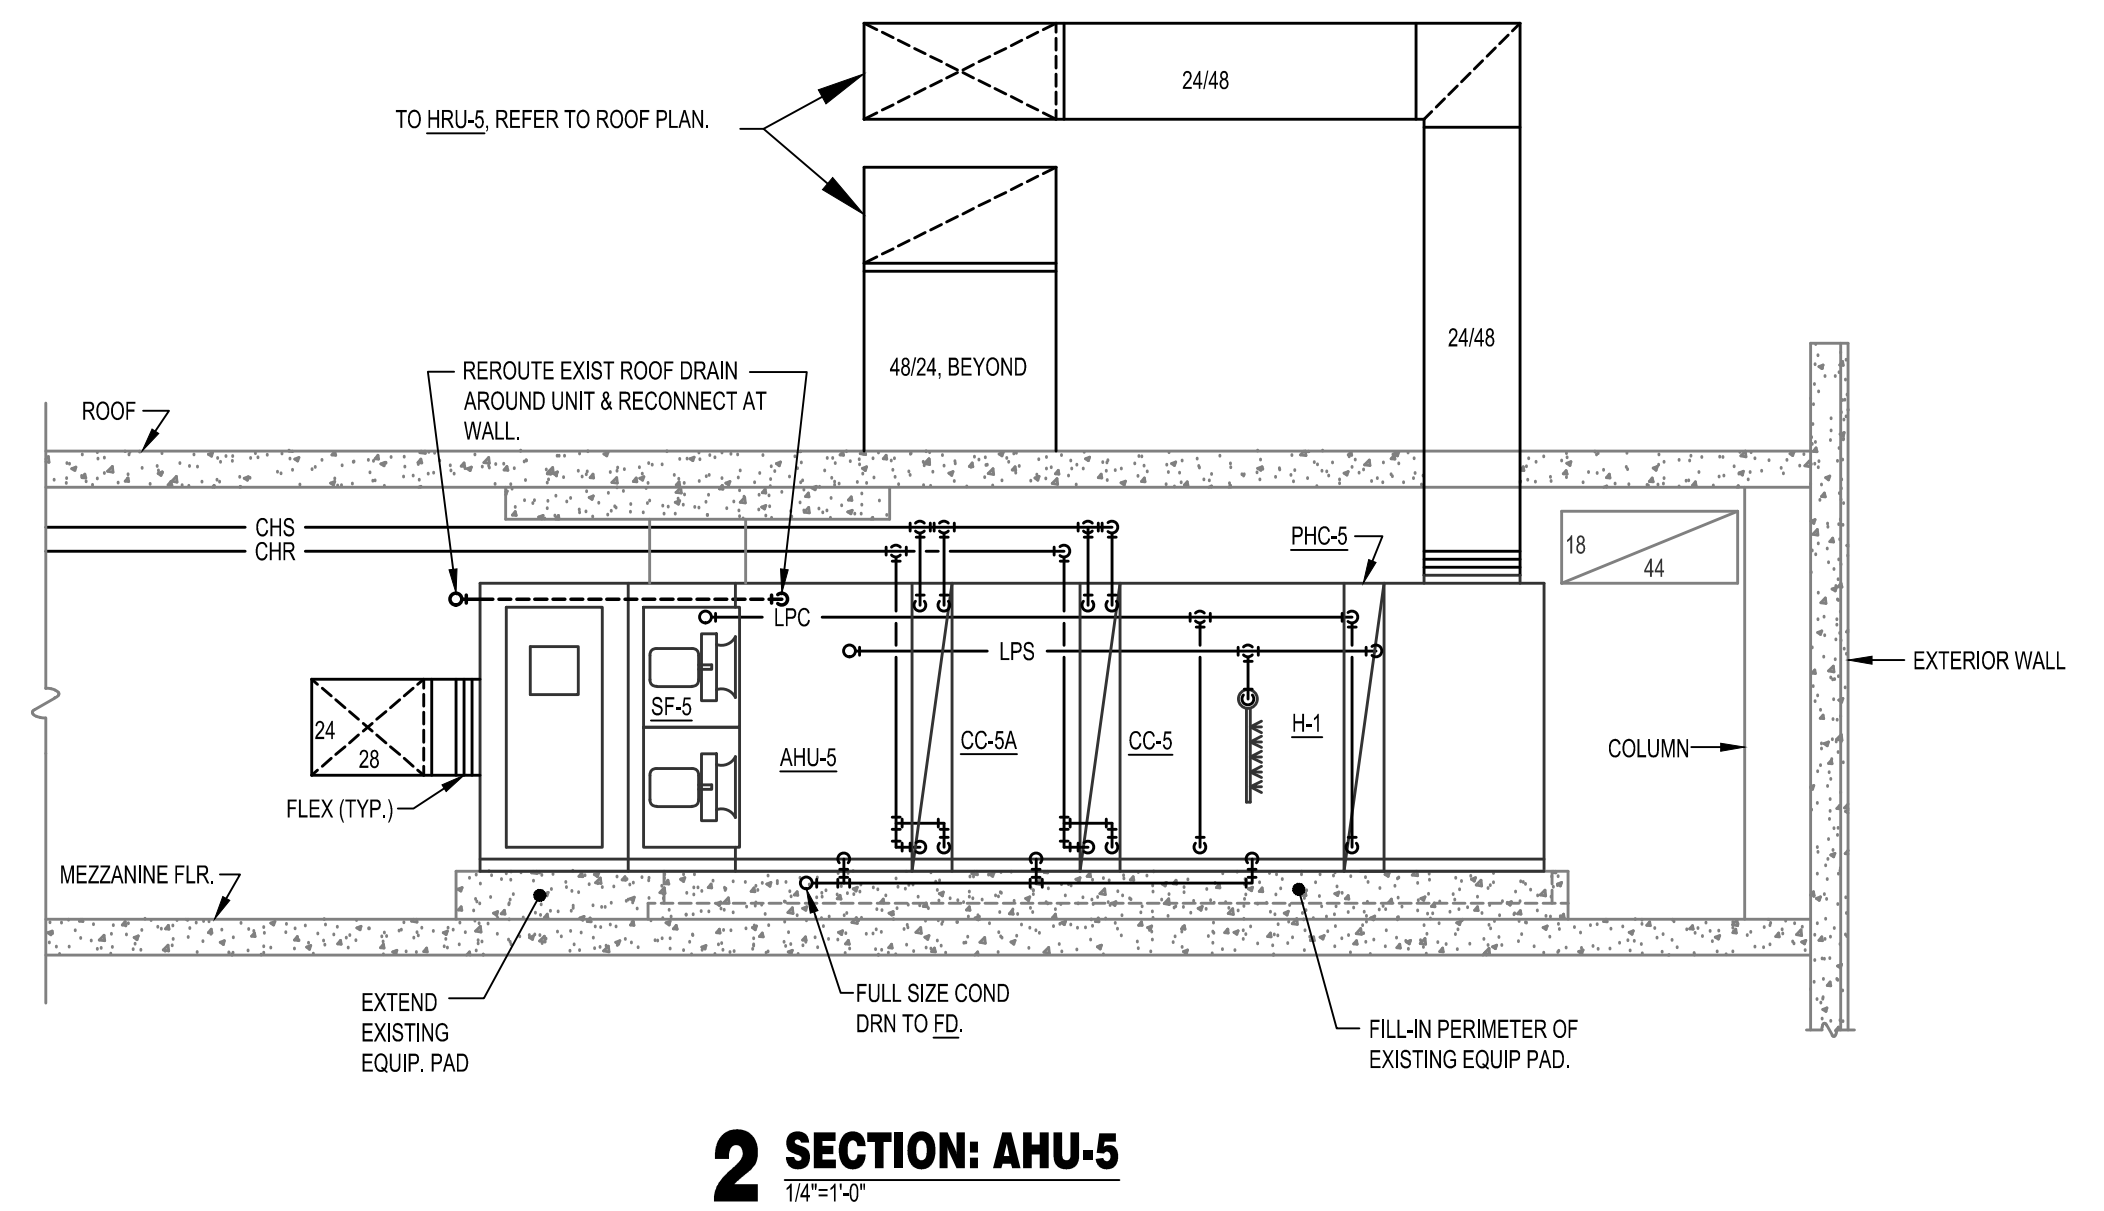 24/48
TO HRU-5, REFER TO ROOF PLAN.
24/48
48/24, BEYOND
REROUTE EXIST ROOF DRAIN
AROUND UNIT & RECONNECT AT
WALL.
ROOF
CHS
CHR
PHC-5
18
44
LPC
LPS
EXTERIOR WALL
SF-5
H-1
24
28
AHU-5
CC-5A
CC-5
COLUMN
FLEX (TYP.)
MEZZANINE FLR.
EXTEND
EXISTING
EQUIP. PAD
FULL SIZE COND
DRN TO FD.
FILL-IN PERIMETER OF
EXISTING EQUIP PAD.
2 SECTION: AHU-5
1/4"=1'-0"